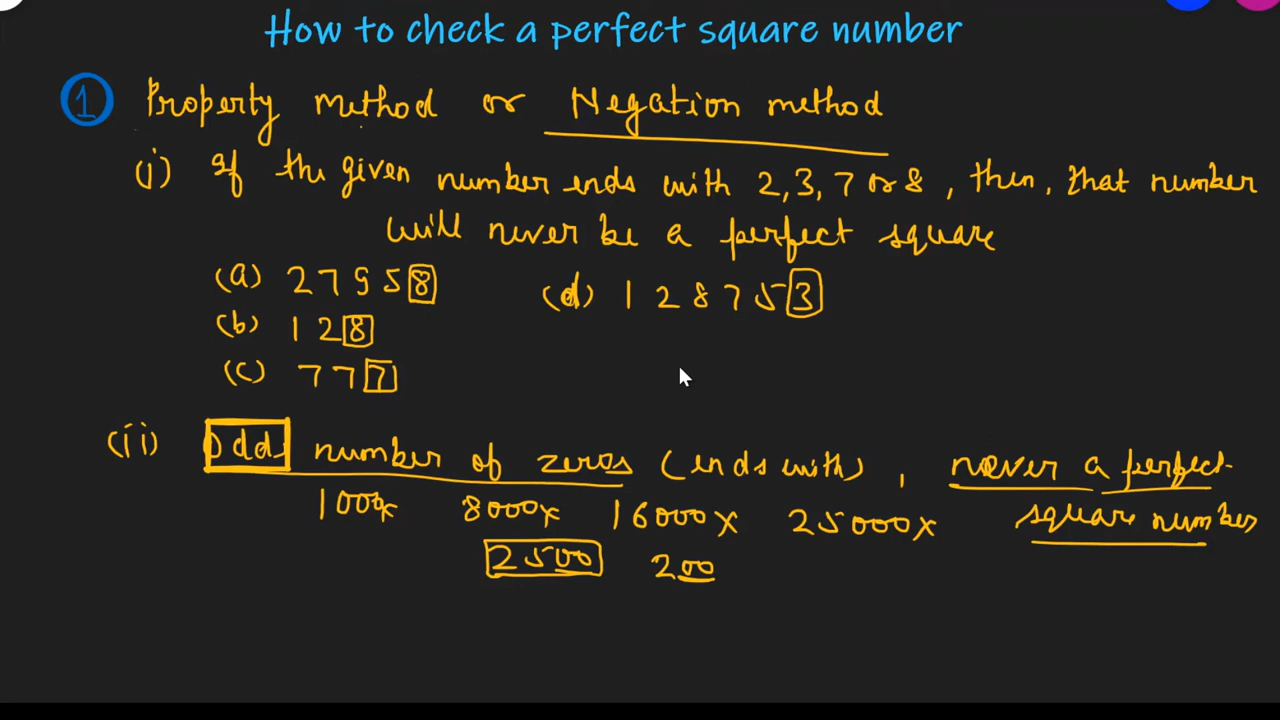 How to check a perfect square number
1 Property method or Negation method
(i) If the given number ends with 2, 3, 7 or 8, then, that number
will never be a perfect square
(a) 27958 (d) 128753
(b) 128
(c) 777
(ii) Odd number of zeros (ends with), never a perfect
1000x 8000x 16000x 25000x square number
2500 200